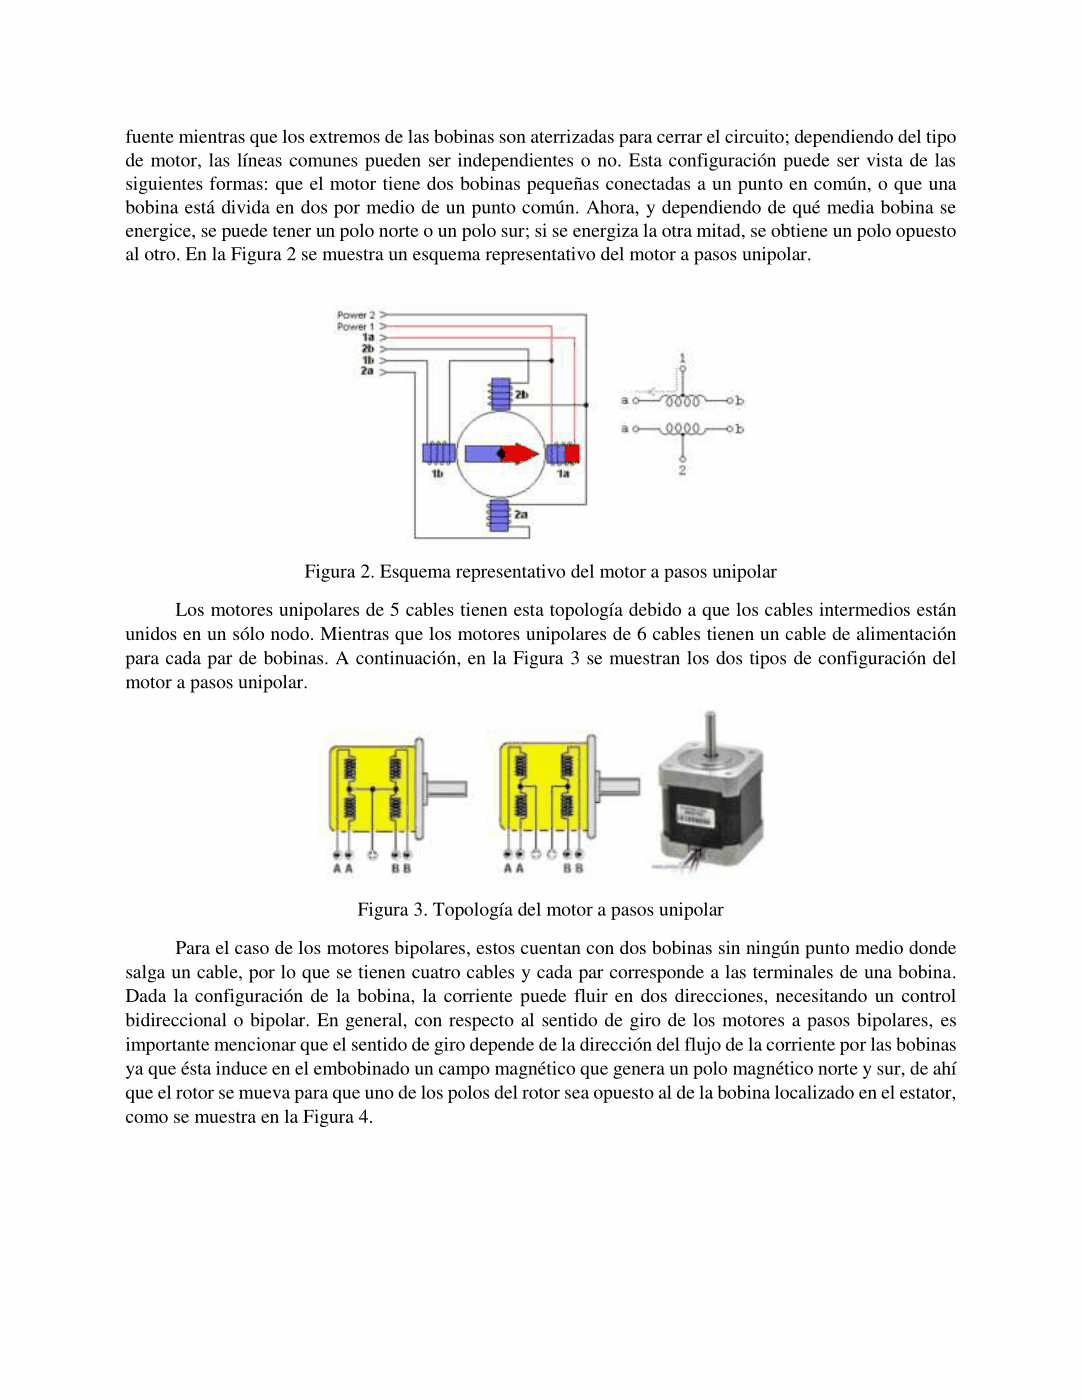 fuente mientras que los extremos de las bobinas son aterrizadas para cerrar el circuito; dependiendo del tipo
de motor, las líneas comunes pueden ser independientes o no. Esta configuración puede ser vista de las
siguientes formas: que el motor tiene dos bobinas pequeñas conectadas a un punto en común, o que una
bobina está divida en dos por medio de un punto común. Ahora, y dependiendo de qué media bobina se
energice, se puede tener un polo norte o un polo sur; si se energiza la otra mitad, se obtiene un polo opuesto
al otro. En la Figura 2 se muestra un esquema representativo del motor a pasos unipolar.
Power 2
Power 1
1a
2b
1b
2a
2b
1b
1a
2a
1
a b
a b
2
Figura 2. Esquema representativo del motor a pasos unipolar
Los motores unipolares de 5 cables tienen esta topología debido a que los cables intermedios están
unidos en un sólo nodo. Mientras que los motores unipolares de 6 cables tienen un cable de alimentación
para cada par de bobinas. A continuación, en la Figura 3 se muestran los dos tipos de configuración del
motor a pasos unipolar.
A A B B
A A B B
Figura 3. Topología del motor a pasos unipolar
Para el caso de los motores bipolares, estos cuentan con dos bobinas sin ningún punto medio donde
salga un cable, por lo que se tienen cuatro cables y cada par corresponde a las terminales de una bobina.
Dada la configuración de la bobina, la corriente puede fluir en dos direcciones, necesitando un control
bidireccional o bipolar. En general, con respecto al sentido de giro de los motores a pasos bipolares, es
importante mencionar que el sentido de giro depende de la dirección del flujo de la corriente por las bobinas
ya que ésta induce en el embobinado un campo magnético que genera un polo magnético norte y sur, de ahí
que el rotor se mueva para que uno de los polos del rotor sea opuesto al de la bobina localizado en el estator,
como se muestra en la Figura 4.